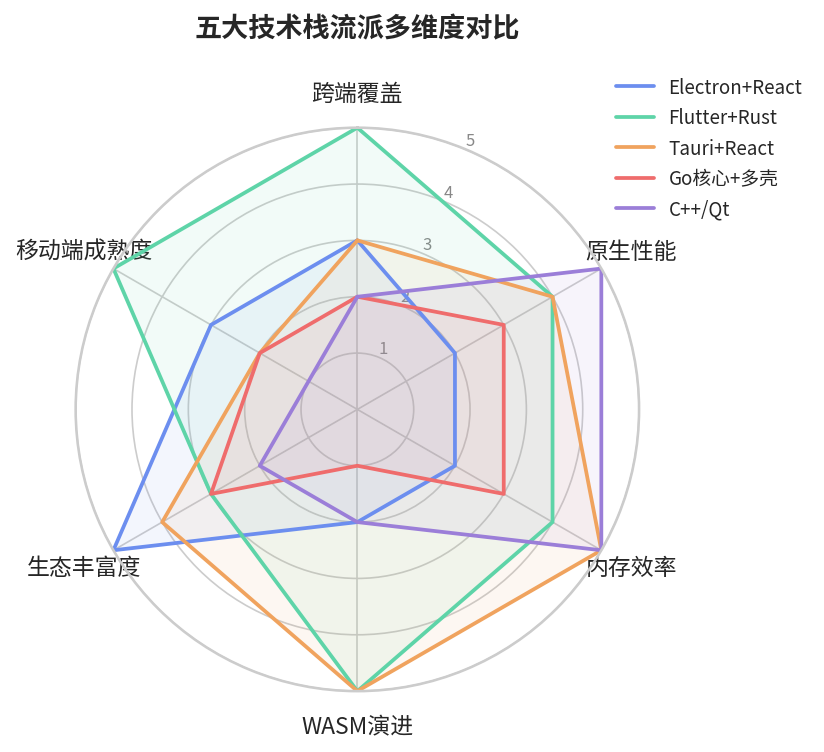 五大技术栈流派多维度对比
跨端覆盖
Electron+React
Flutter+Rust
Tauri+React
Go核心+多壳
C++/Qt
5
4
3
2
1
移动端成熟度
原生性能
生态丰富度
内存效率
WASM演进